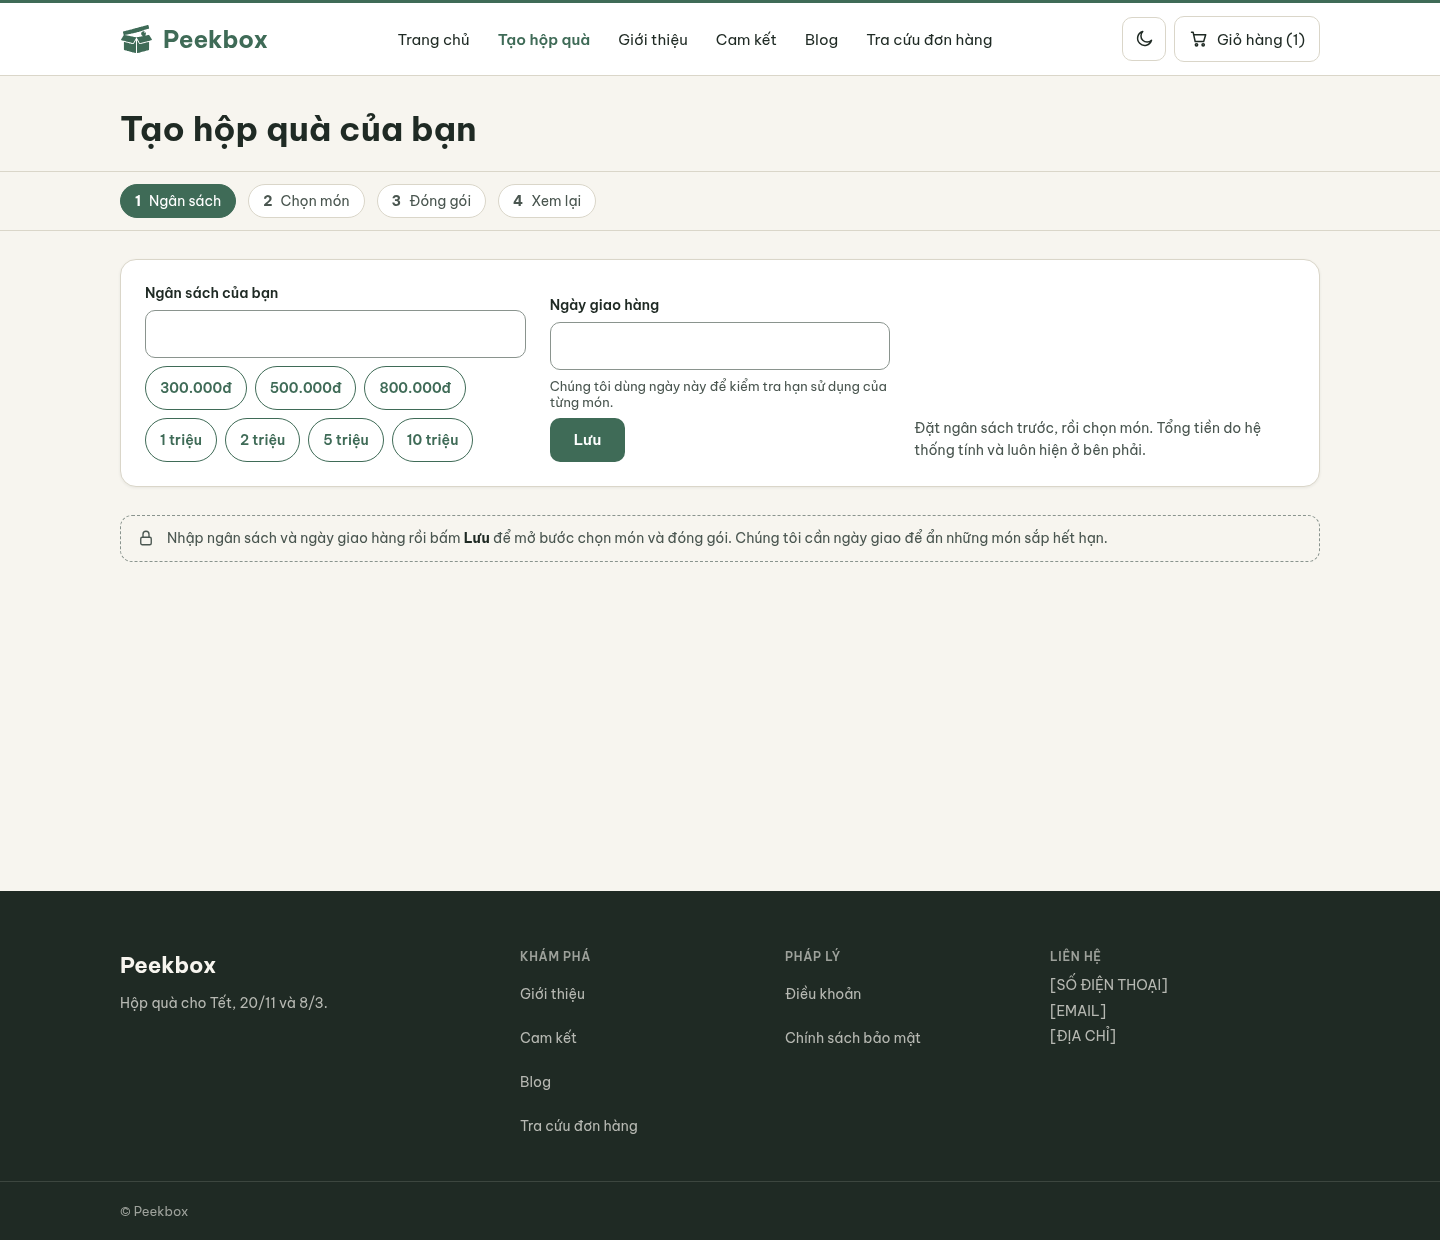 Peekbox
Trang chủ
Tạo hộp quà
Giới thiệu
Cam kết
Blog
Tra cứu đơn hàng
Giỏ hàng (1)
Tạo hộp quà của bạn
1 Ngân sách
2 Chọn món
3 Đóng gói
4 Xem lại
Ngân sách của bạn
300.000đ
500.000đ
800.000đ
1 triệu
2 triệu
5 triệu
10 triệu
Ngày giao hàng
Chúng tôi dùng ngày này để kiểm tra hạn sử dụng của
từng món.
Lưu
Đặt ngân sách trước, rồi chọn món. Tổng tiền do hệ
thống tính và luôn hiện ở bên phải.
Nhập ngân sách và ngày giao hàng rồi bấm Lưu để mở bước chọn món và đóng gói. Chúng tôi cần ngày giao để ẩn những món sắp hết hạn.
Peekbox
Hộp quà cho Tết, 20/11 và 8/3.
KHÁM PHÁ
Giới thiệu
Cam kết
Blog
Tra cứu đơn hàng
PHÁP LÝ
Điều khoản
Chính sách bảo mật
LIÊN HỆ
[SỐ ĐIỆN THOẠI]
[EMAIL]
[ĐỊA CHỈ]
© Peekbox